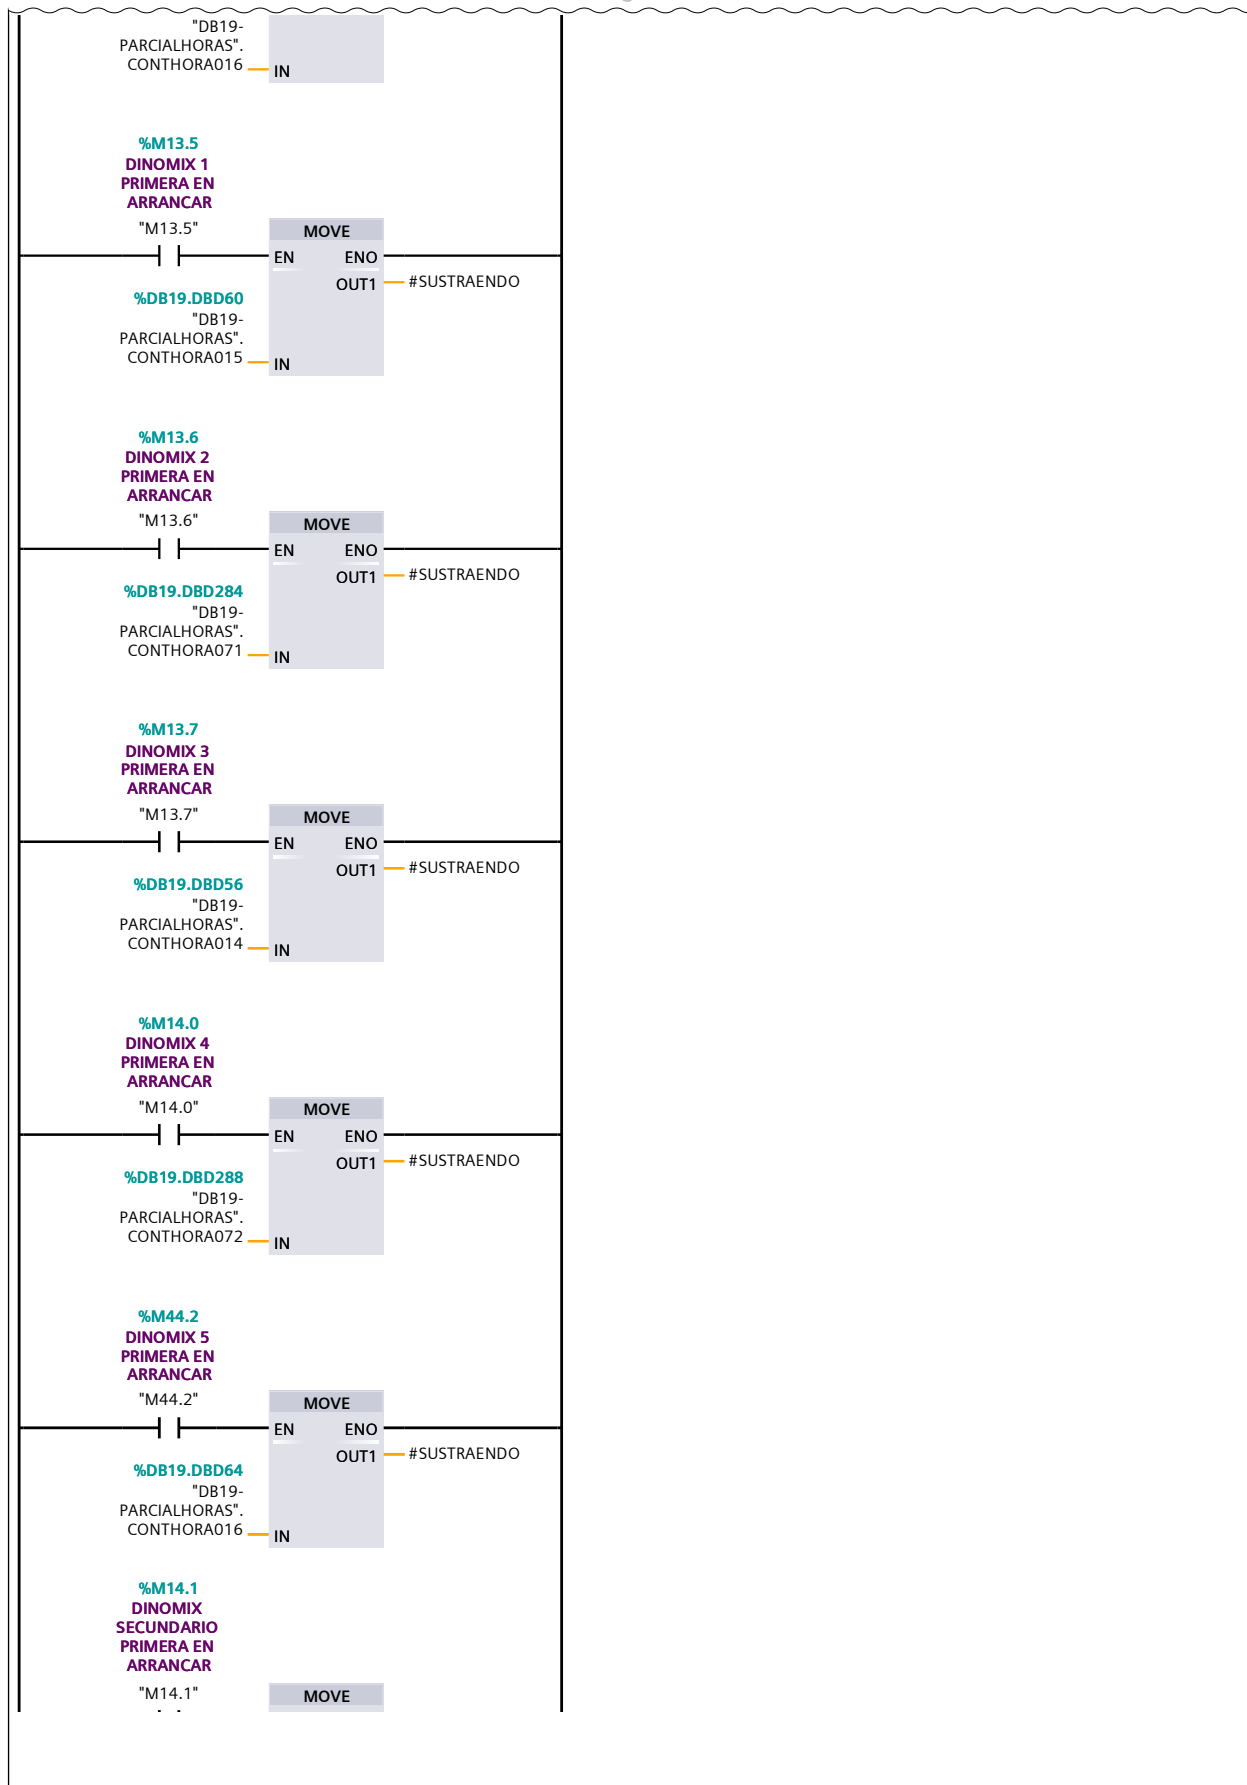 "DB19-
PARCIALHORAS".
CONTHORA016
IN
%M13.5
DINOMIX 1
PRIMERA EN
ARRANCAR
"M13.5"
MOVE
EN ENO
OUT1 #SUSTRAENDO
%DB19.DBD60
"DB19-
PARCIALHORAS".
CONTHORA015
IN
%M13.6
DINOMIX 2
PRIMERA EN
ARRANCAR
"M13.6"
MOVE
EN ENO
OUT1 #SUSTRAENDO
%DB19.DBD284
"DB19-
PARCIALHORAS".
CONTHORA071
IN
%M13.7
DINOMIX 3
PRIMERA EN
ARRANCAR
"M13.7"
MOVE
EN ENO
OUT1 #SUSTRAENDO
%DB19.DBD56
"DB19-
PARCIALHORAS".
CONTHORA014
IN
%M14.0
DINOMIX 4
PRIMERA EN
ARRANCAR
"M14.0"
MOVE
EN ENO
OUT1 #SUSTRAENDO
%DB19.DBD288
"DB19-
PARCIALHORAS".
CONTHORA072
IN
%M44.2
DINOMIX 5
PRIMERA EN
ARRANCAR
"M44.2"
MOVE
EN ENO
OUT1 #SUSTRAENDO
%DB19.DBD64
"DB19-
PARCIALHORAS".
CONTHORA016
IN
%M14.1
DINOMIX
SECUNDARIO
PRIMERA EN
ARRANCAR
"M14.1"
MOVE